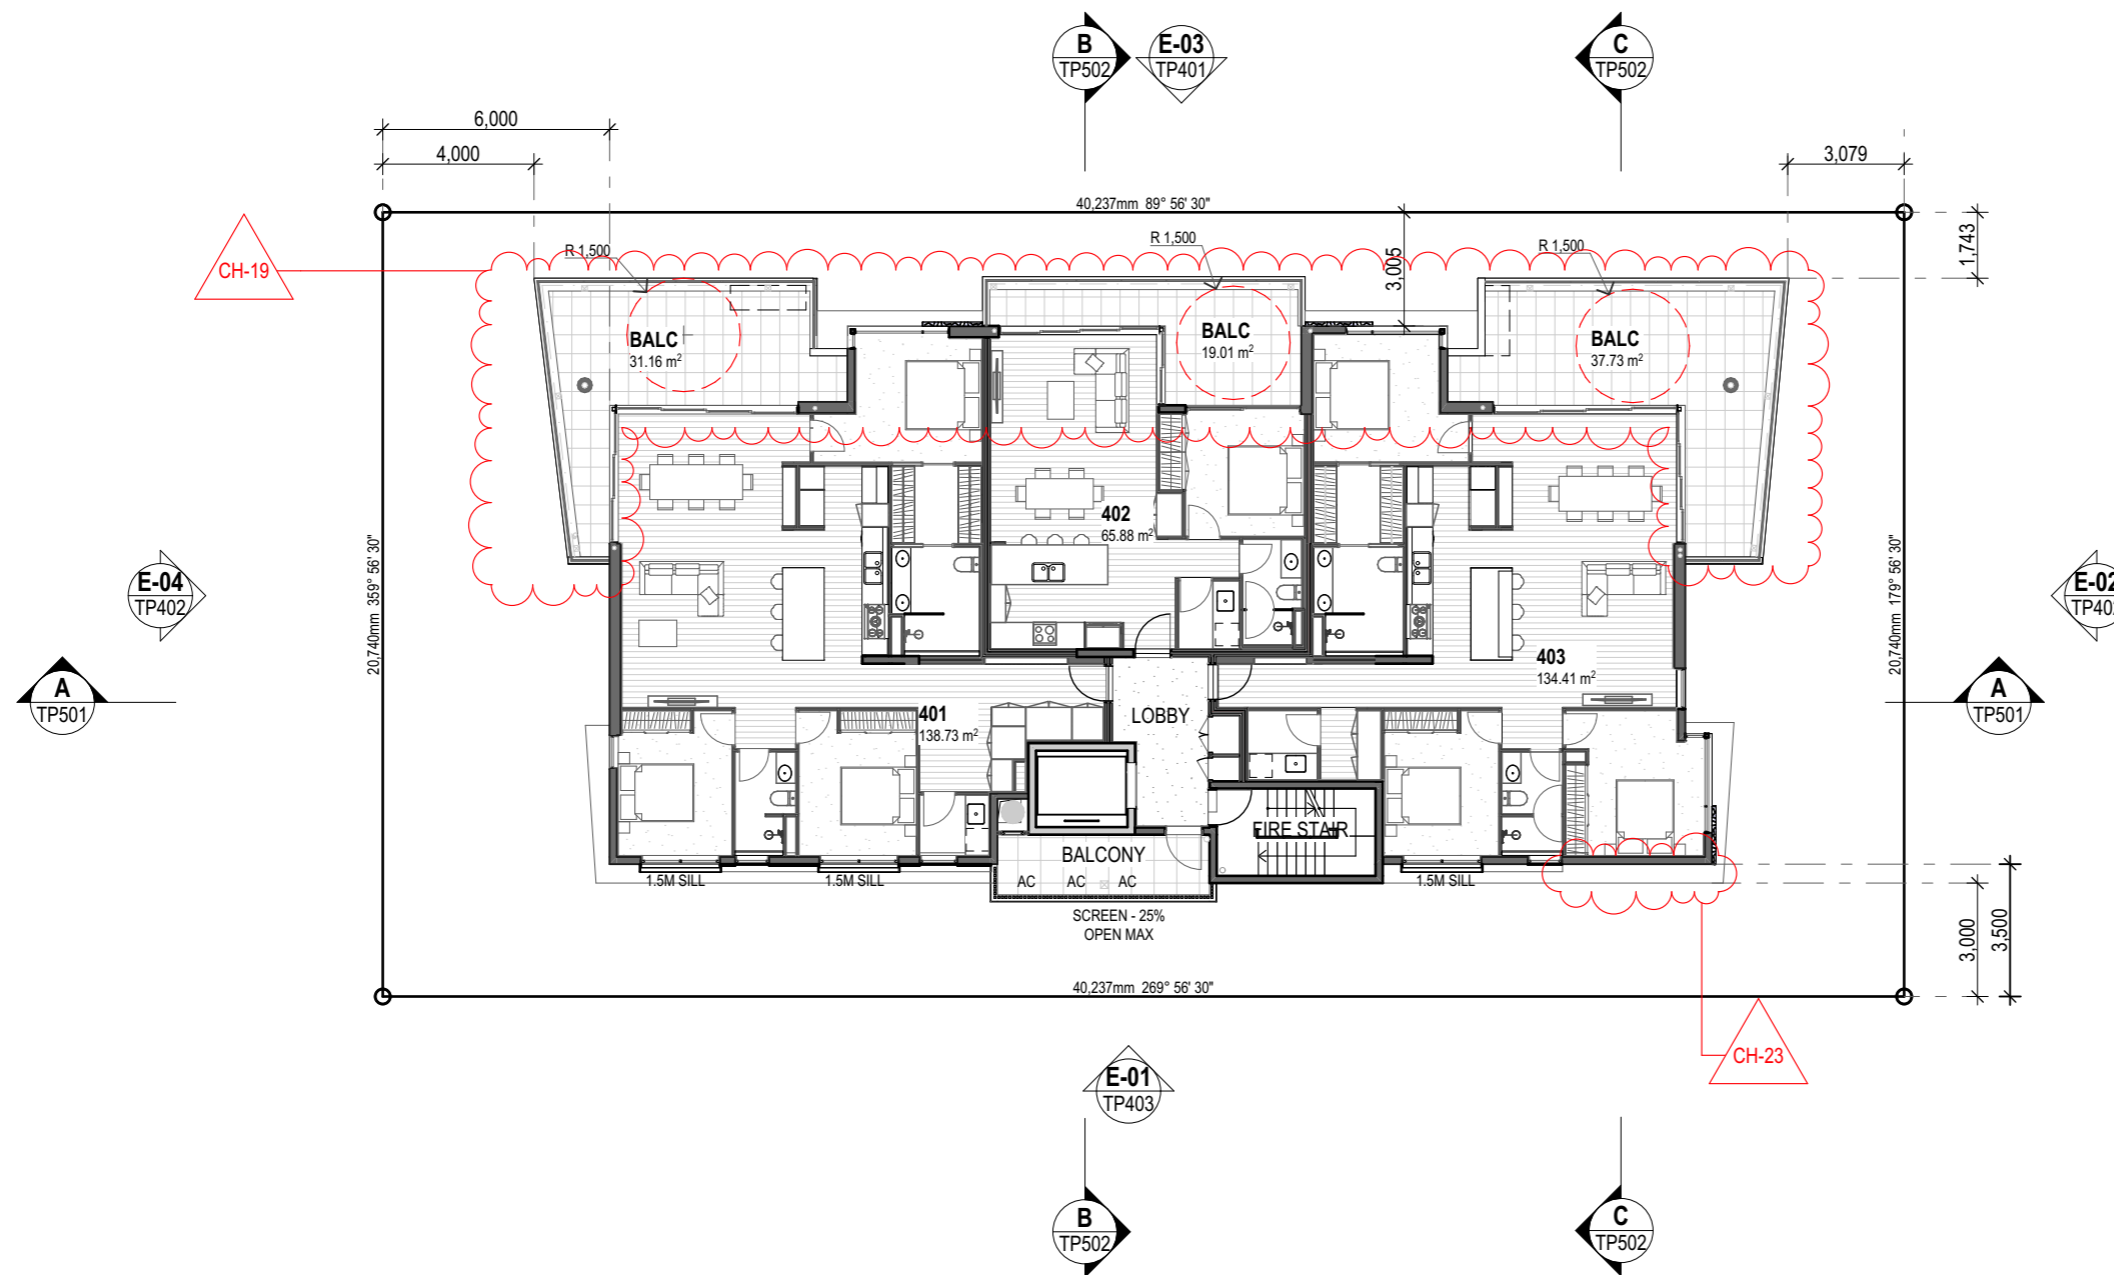 B
TP502
E-03
TP401
C
TP502
6,000
4,000
3,079
40,237mm 89° 56' 30"
1,743
CH-19
R 1,500
R 1,500
R 1,500
3,005
BALC
31.16 m²
BALC
19.01 m²
BALC
37.73 m²
402
65.88 m²
20,740mm 359° 56' 30"
20,740mm 179° 56' 30"
E-04
TP402
E-02
A
TP501
403
134.41 m²
A
TP501
401
138.73 m²
LOBBY
FIRE STAIR
BALCONY
AC AC AC
1.5M SILL
1.5M SILL
1.5M SILL
SCREEN - 25%
OPEN MAX
3,000
3,500
40,237mm 269° 56' 30"
CH-23
E-01
TP403
B
TP502
C
TP502